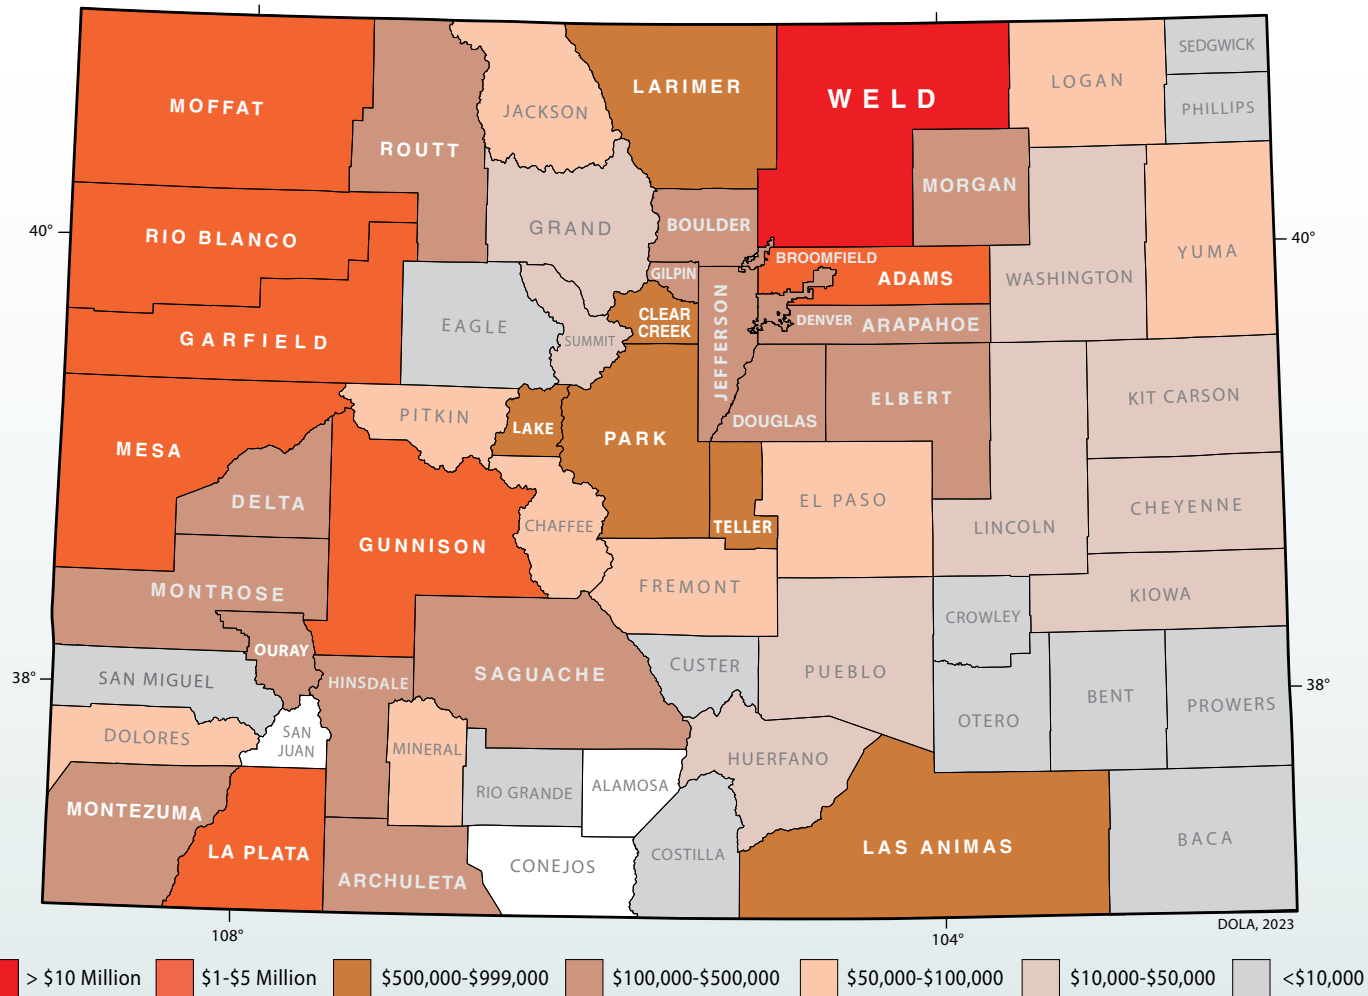 SEDGWICK
LOGAN
MOFFAT
LARIMER
WELD
JACKSON
PHILLIPS
ROUTT
MORGAN
GRAND
BOULDER
40°
RIO BLANCO
40°
YUMA
BROOMFIELD
GILPIN
ADAMS
WASHINGTON
EAGLE
CLEAR
CREEK
JEFFERSON
DENVER
ARAPAHOE
GARFIELD
SUMMIT
KIT CARSON
ELBERT
PITKIN
LAKE
PARK
DOUGLAS
MESA
DELTA
EL PASO
CHEYENNE
CHAFFEE
TELLER
LINCOLN
GUNNISON
MONTROSE
FREMONT
KIOWA
CROWLEY
OURAY
CUSTER
PUEBLO
SAGUACHE
38°
SAN MIGUEL
HINSDALE
38°
BENT
PROWERS
OTERO
DOLORES
SAN
JUAN
MINERAL
HUERFANO
RIO GRANDE
ALAMOSA
MONTEZUMA
LA PLATA
CONEJOS
COSTILLA
LAS ANIMAS
BACA
ARCHULETA
DOLA, 2023
108°
104°
> $10 Million
$1-$5 Million
$500,000-$999,000
$100,000-$500,000
$50,000-$100,000
$10,000-$50,000
<$10,000